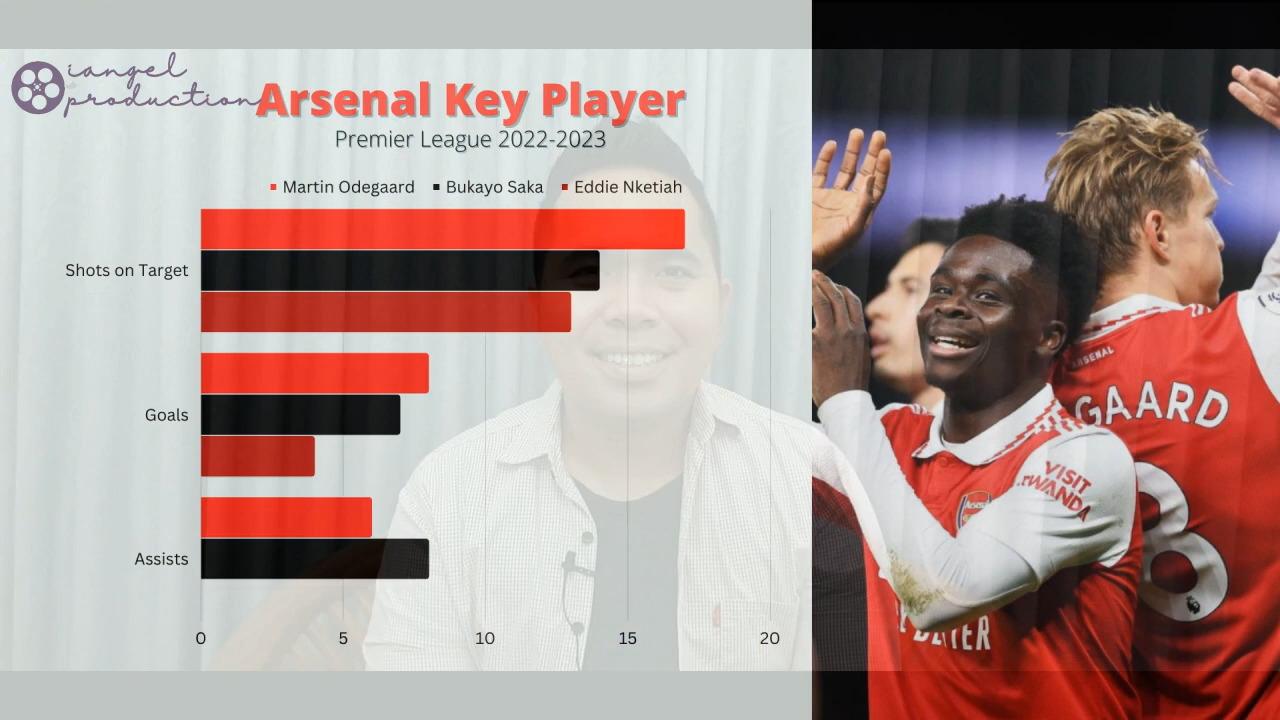 iangel
production
Arsenal Key Player
Premier League 2022-2023
Martin Odegaard Bukayo Saka Eddie Nketiah
Shots on Target
Goals
Assists
0 5 10 15 20
ARSENAL
GAARD
8
VISIT
RWANDA
Arsenal